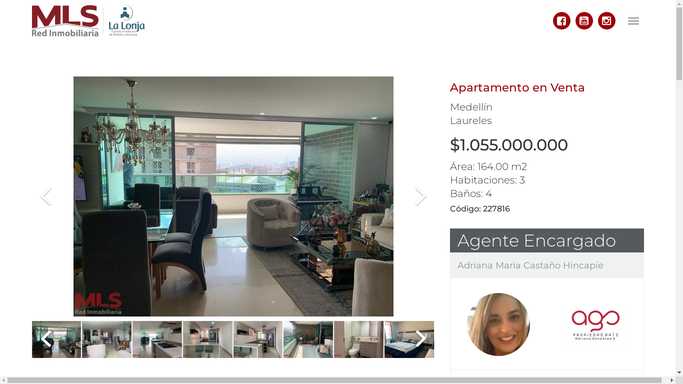 MLS
Red Inmobiliaria
La Lonja
Apartamento en Venta
Medellín
Laureles
$1.055.000.000
Área: 164.00 m2
Habitaciones: 3
Baños: 4
Código: 227816
Agente Encargado
Adriana Maria Castaño Hincapie
MLS
Red Inmobiliaria
ago